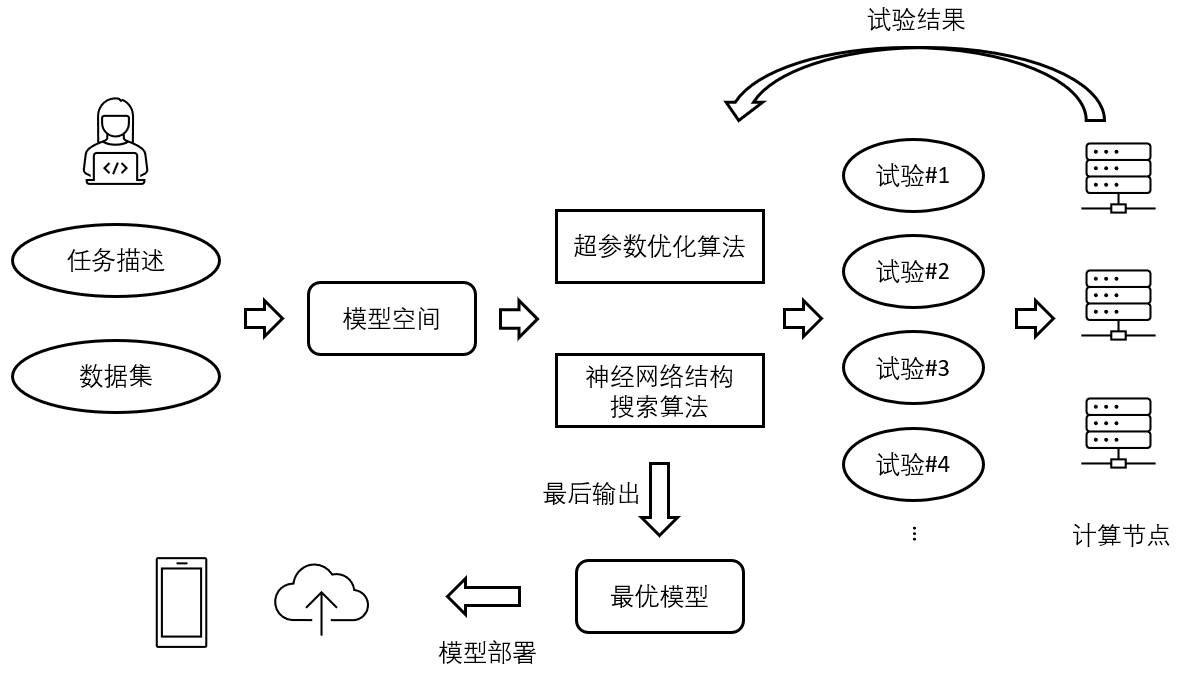 试验结果
</>
任务描述
数据集
模型空间
超参数优化算法
神经网络结构
搜索算法
试验#1
试验#2
试验#3
试验#4
...
计算节点
最后输出
最优模型
模型部署